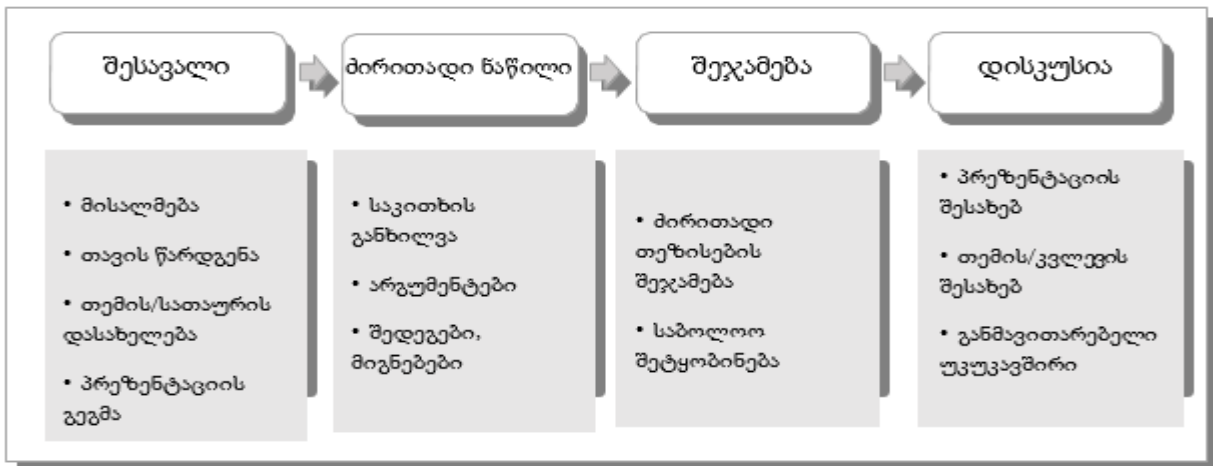 შესავალი
ძირითადი ნაწილი
შეჯამება
დისკუსია
• მისალმება
• თავის წარდგენა
• თემის/სათაურის
დასახელება
• პრეზენტაციის
გეგმა
• საკითხის
განხილვა
• არგუმენტები
• შედეგები,
მიგნებები
• ძირითადი
თეზისების
შეჯამება
• საბოლოო
შეტყობინება
• პრეზენტაციის
შესახებ
• თემის/კვლევის
შესახებ
• განმავითარებელი
უკუკავშირი